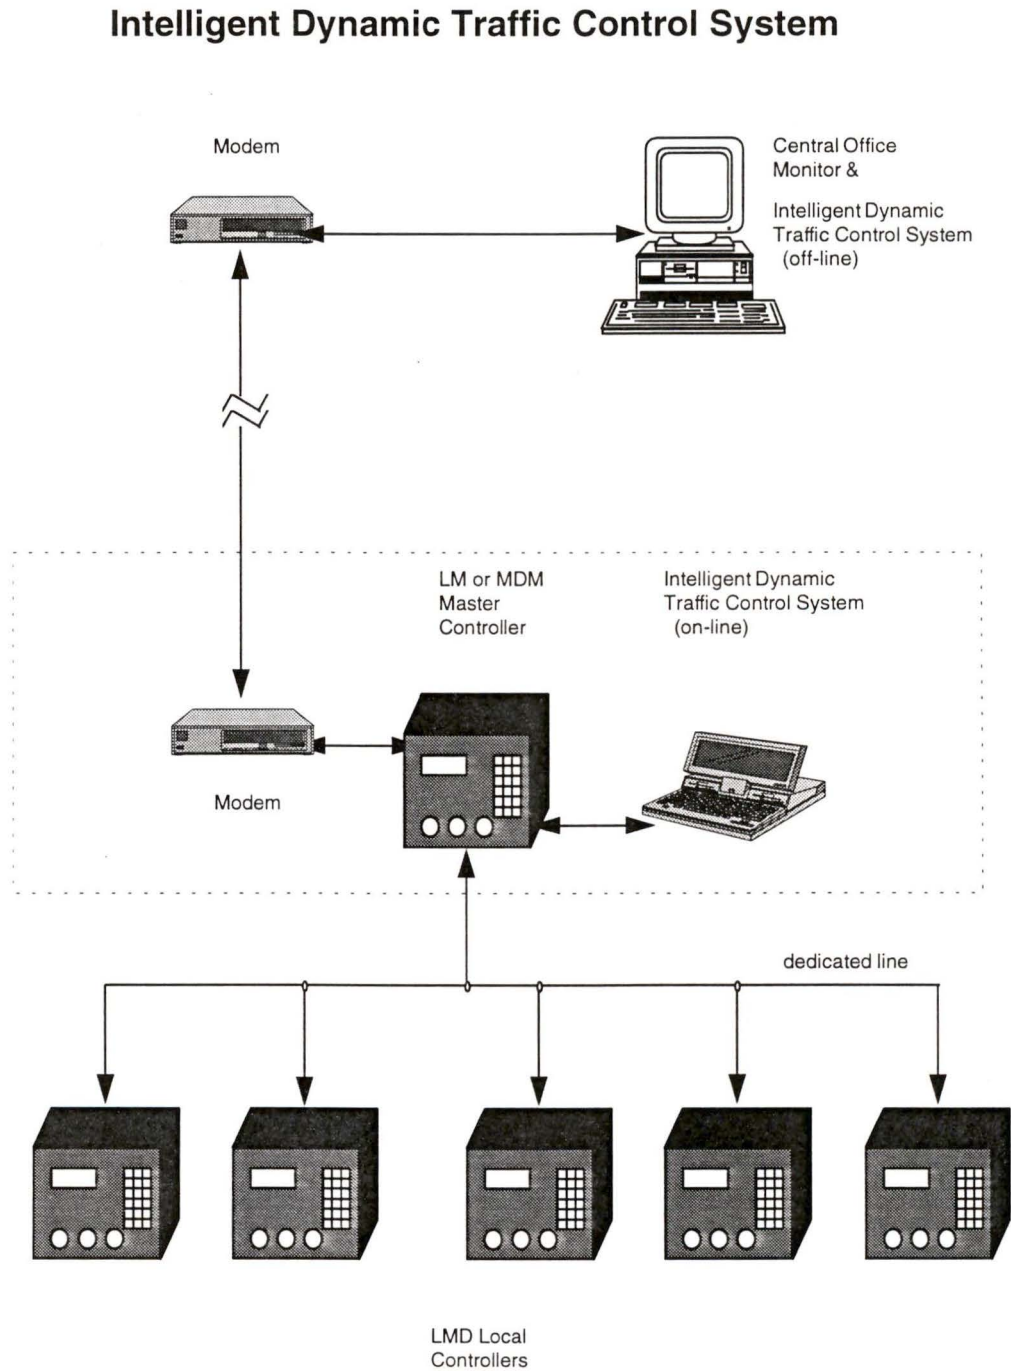 Intelligent Dynamic Traffic Control System
Modem
Central Office
Monitor &
Intelligent Dynamic
Traffic Control System
(off-line)
LM or MDM
Master
Controller
Intelligent Dynamic
Traffic Control System
(on-line)
Modem
dedicated line
LMD Local
Controllers